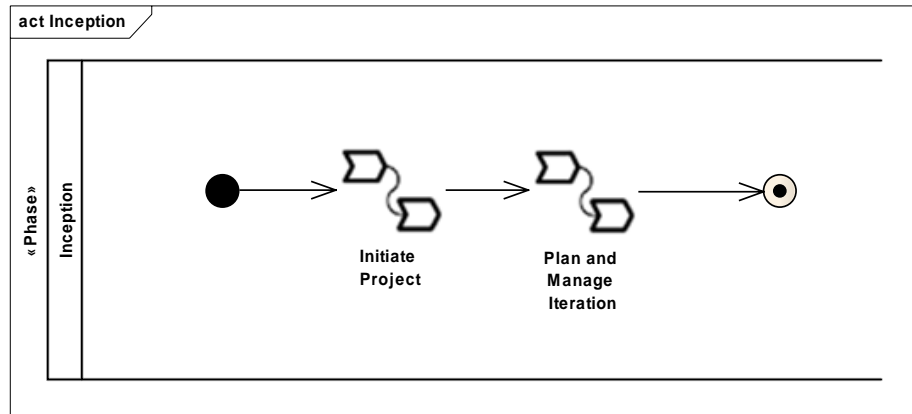 act Inception
«Phase»
Inception
Initiate
Project
Plan and
Manage
Iteration